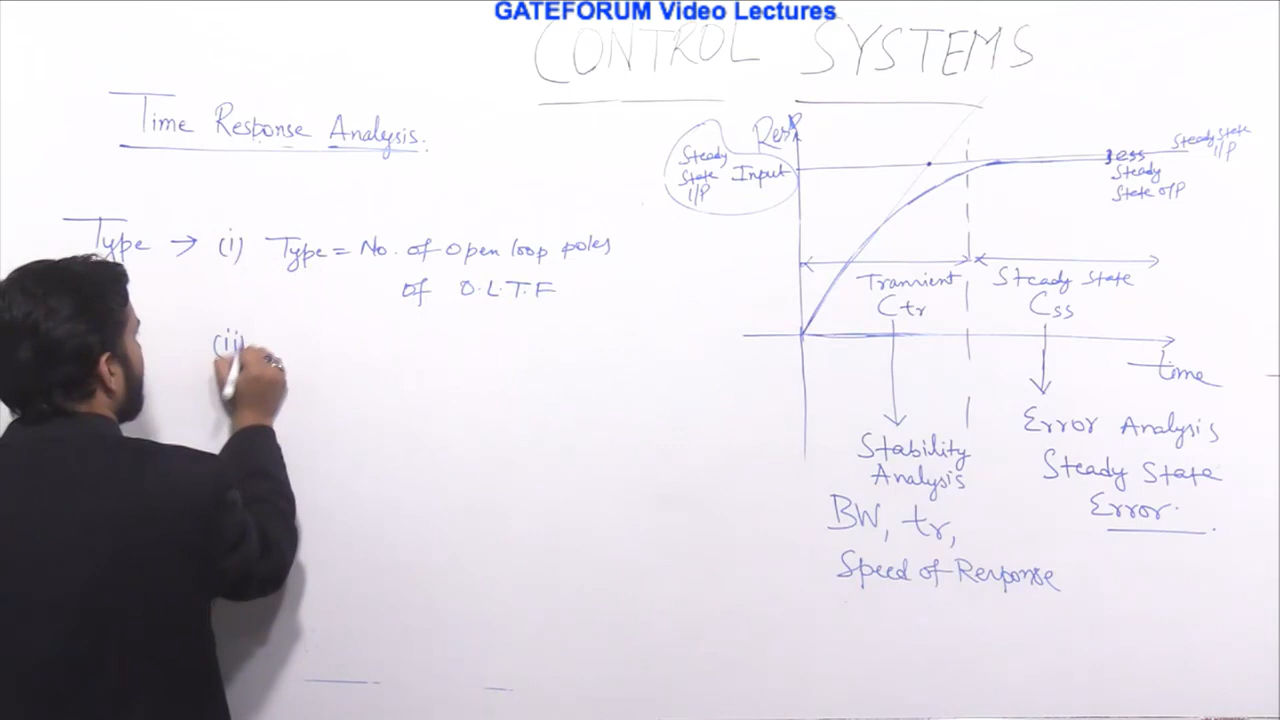 GATEFORUM Video Lectures
CONTROL SYSTEMS
Time Response Analysis.
Type → (i) Type = No. of Open loop poles
of O.L.T.F
(ii)
Resp
Steady
State
I/P
Input
ess
Steady State
I/P
Steady
State O/P
Transient
Ctr
Steady State
Css
time
Stability
Analysis
BW, tr,
Speed of Response
Error Analysis
Steady State
Error.